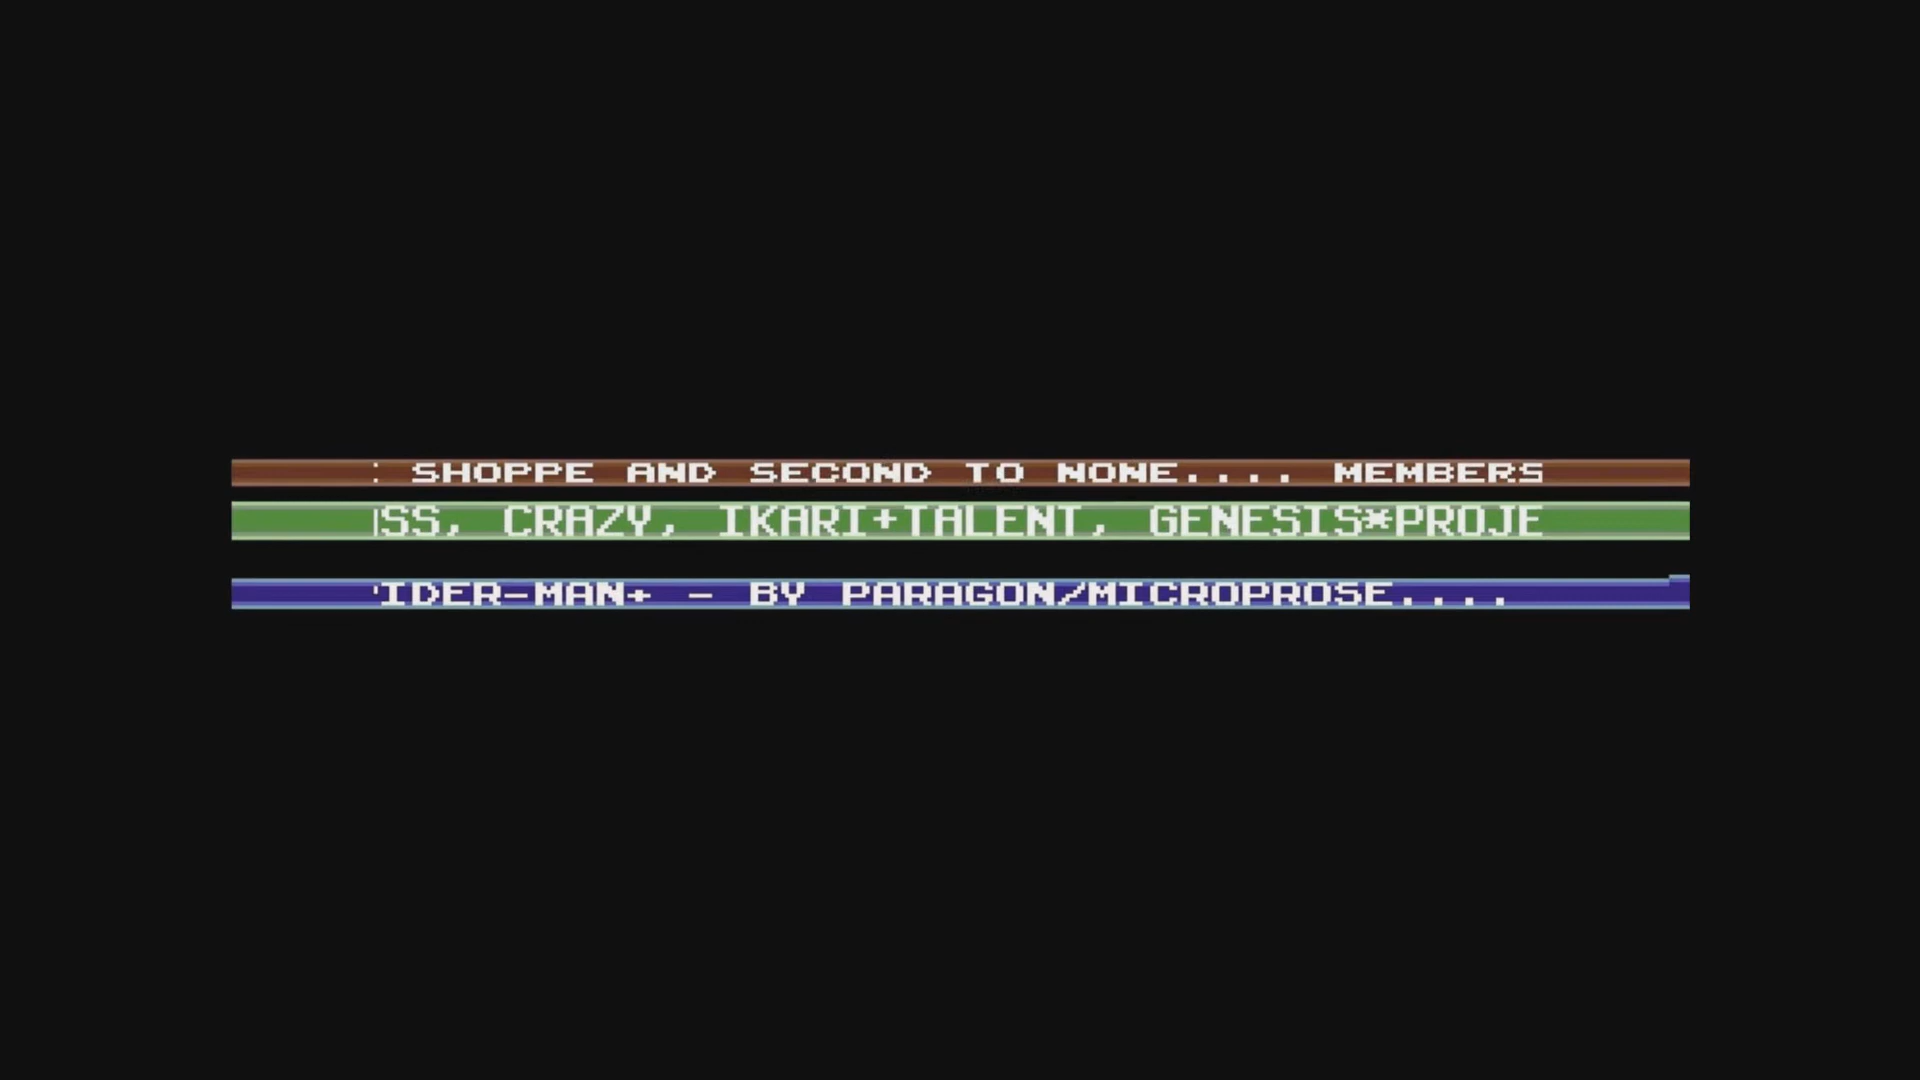 SHOPPE AND SECOND TO NONE.... MEMBERS
SS, CRAZY, IKARI+TALENT, GENESIS*PROJE
IDER-MAN+ - BY PARAGON/MICROPROSE....